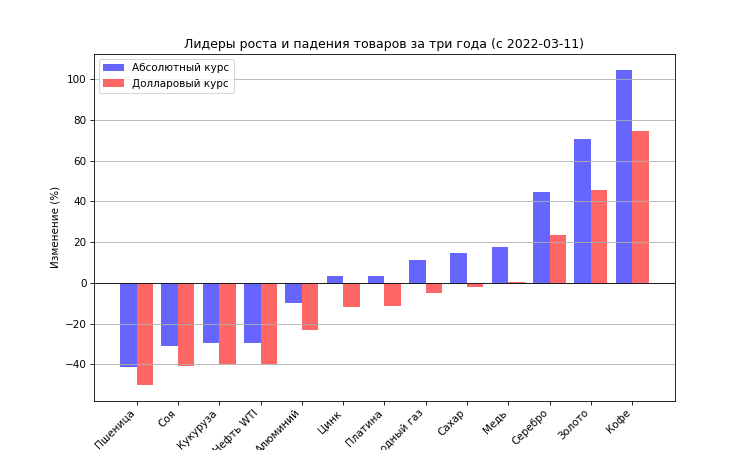 Лидеры роста и падения товаров за три года (с 2022-03-11)
Абсолютный курс
Долларовый курс
Изменение (%)
100
80
60
40
20
0
−20
−40
Пшеница
Соя
Кукуруза
Нефть WTI
Алюминий
Цинк
Платина
одный газ
Сахар
Медь
Серебро
Золото
Кофе